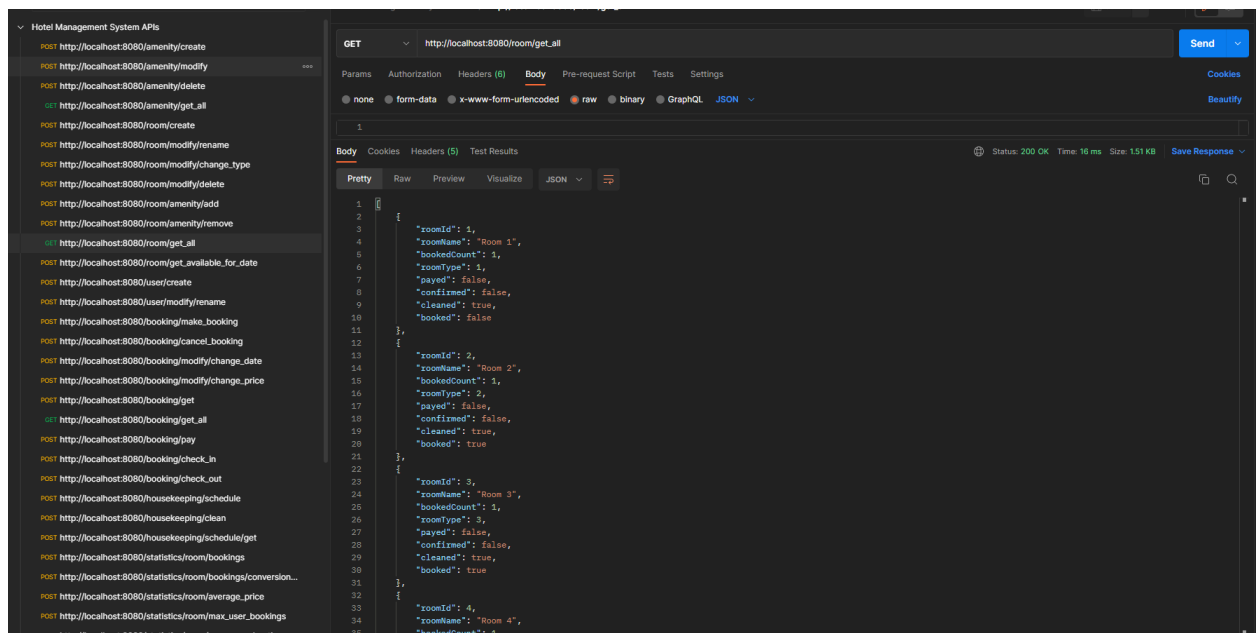 Hotel Management System APIs
POST http://localhost:8080/amenity/create
POST http://localhost:8080/amenity/modify
POST http://localhost:8080/amenity/delete
GET http://localhost:8080/amenity/get_all
POST http://localhost:8080/room/create
POST http://localhost:8080/room/modify/rename
POST http://localhost:8080/room/modify/change_type
POST http://localhost:8080/room/modify/delete
POST http://localhost:8080/room/amenity/add
POST http://localhost:8080/room/amenity/remove
GET http://localhost:8080/room/get_all
POST http://localhost:8080/room/get_available_for_date
POST http://localhost:8080/user/create
POST http://localhost:8080/user/modify/rename
POST http://localhost:8080/booking/make_booking
POST http://localhost:8080/booking/cancel_booking
POST http://localhost:8080/booking/modify/change_date
POST http://localhost:8080/booking/modify/change_price
POST http://localhost:8080/booking/get
GET http://localhost:8080/booking/get_all
POST http://localhost:8080/booking/pay
POST http://localhost:8080/booking/check_in
POST http://localhost:8080/booking/check_out
POST http://localhost:8080/housekeeping/schedule
POST http://localhost:8080/housekeeping/clean
POST http://localhost:8080/housekeeping/schedule/get
POST http://localhost:8080/statistics/room/bookings
POST http://localhost:8080/statistics/room/bookings/conversion...
POST http://localhost:8080/statistics/room/average_price
POST http://localhost:8080/statistics/room/max_user_bookings
GET http://localhost:8080/room/get_all Send
Params Authorization Headers (6) Body Pre-request Script Tests Settings Cookies
none form-data x-www-form-urlencoded raw binary GraphQL JSON Beautify
1
Body Cookies Headers (5) Test Results Status: 200 OK Time: 16 ms Size: 1.51 KB Save Response
Pretty Raw Preview Visualize JSON
1 [
2 {
3 "roomId": 1,
4 "roomName": "Room 1",
5 "bookedCount": 1,
6 "roomType": 1,
7 "payed": false,
8 "confirmed": false,
9 "cleaned": true,
10 "booked": false
11 },
12 {
13 "roomId": 2,
14 "roomName": "Room 2",
15 "bookedCount": 1,
16 "roomType": 2,
17 "payed": false,
18 "confirmed": false,
19 "cleaned": true,
20 "booked": true
21 },
22 {
23 "roomId": 3,
24 "roomName": "Room 3",
25 "bookedCount": 1,
26 "roomType": 3,
27 "payed": false,
28 "confirmed": false,
29 "cleaned": true,
30 "booked": true
31 },
32 {
33 "roomId": 4,
34 "roomName": "Room 4",